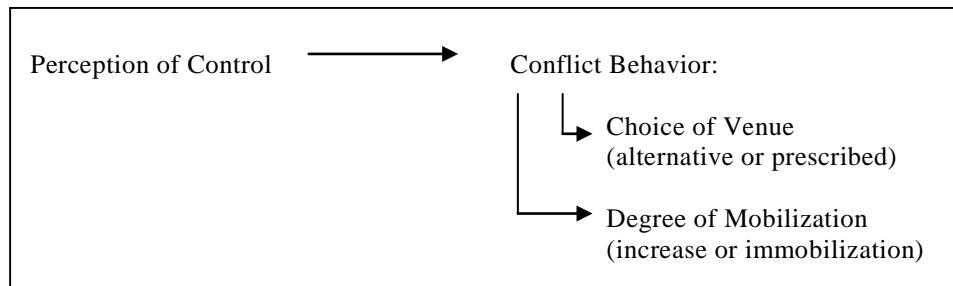 Perception of Control
Conflict Behavior:
Choice of Venue
(alternative or prescribed)
Degree of Mobilization
(increase or immobilization)